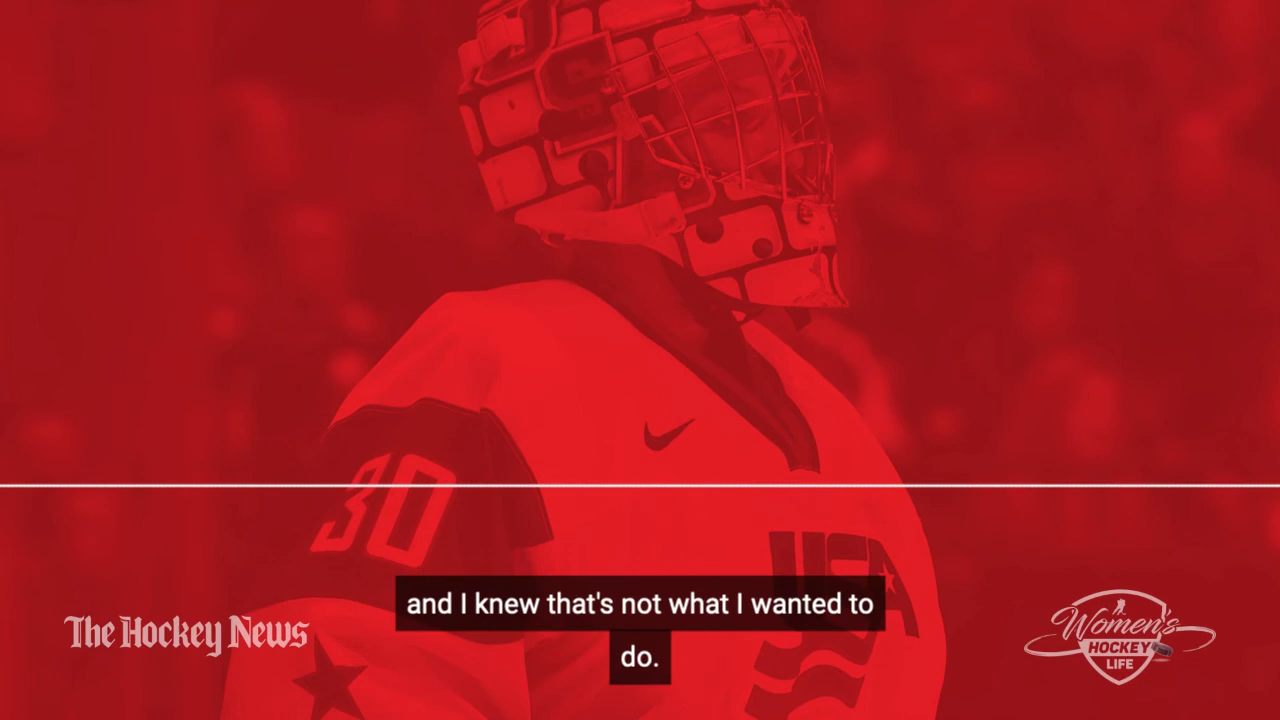 30
USA
and I knew that's not what I wanted to
do.
The Hockey News
Women's
HOCKEY
LIFE